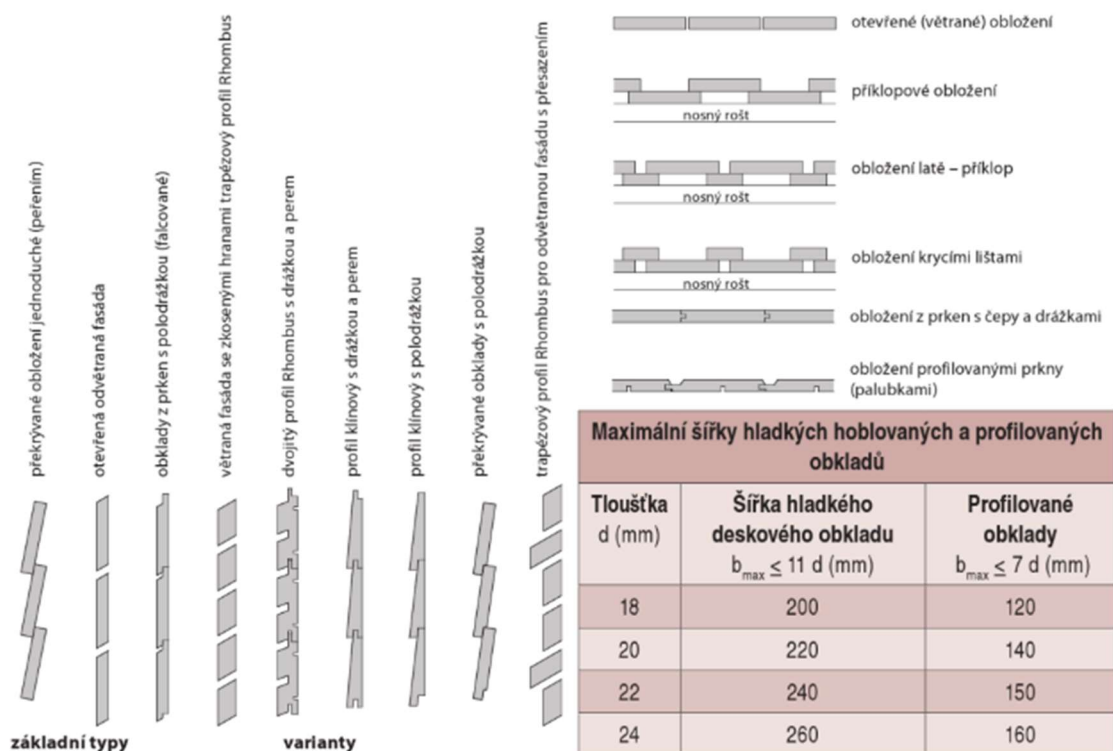 překrývané obložení jednoduché (peřením)
otevřená odvětraná fasáda
obklady z prken s polodrážkou (falcované)
větraná fasáda se zkosenými hranami trapézový profil Rhombus
dvojitý profil Rhombus s drážkou a perem
profil klínový s drážkou a perem
profil klínový s polodrážkou
překrývané obklady s polodrážkou
trapézový profil Rhombus pro odvětranou fasádu s přesazením
základní typy
varianty
otevřené (větrané) obložení
příklopové obložení
nosný rošt
obložení latě – příklop
nosný rošt
obložení krycími lištami
nosný rošt
obložení z prken s čepy a drážkami
obložení profilovanými prkny
(palubkami)
Maximální šířky hladkých hoblovaných a profilovaných
obkladů
Tloušťka
d (mm)
Šířka hladkého
deskového obkladu
bmax ≤ 11 d (mm)
Profilované
obklady
bmax ≤ 7 d (mm)
18 200 120
20 220 140
22 240 150
24 260 160